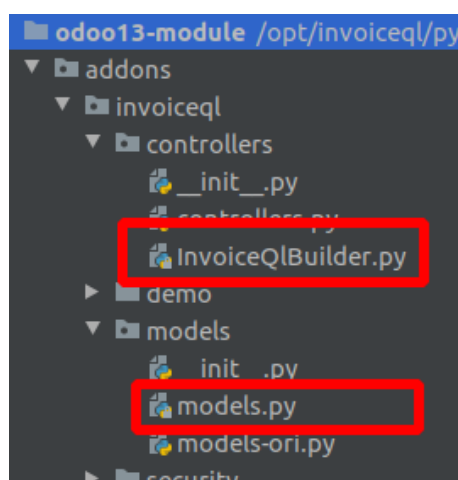 odoo13-module /opt/invoiceql/py
addons
invoiceql
controllers
__init__.py
controllers.py
InvoiceQlBuilder.py
demo
models
__init__.py
models.py
models-ori.py
security